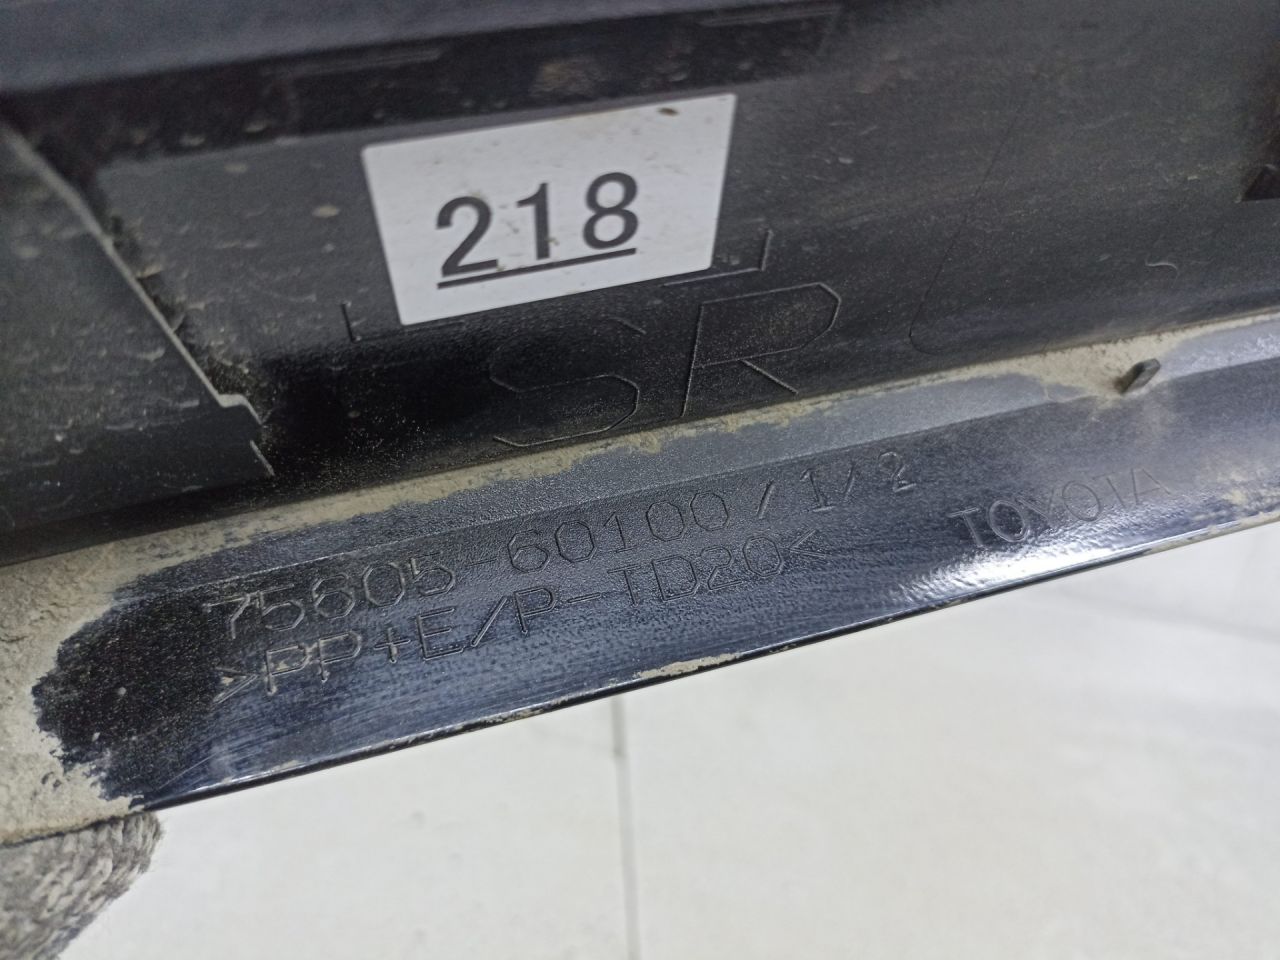 218
SR
75605-60100/1/2
>PP+E/P-TD20<
TOYOTA